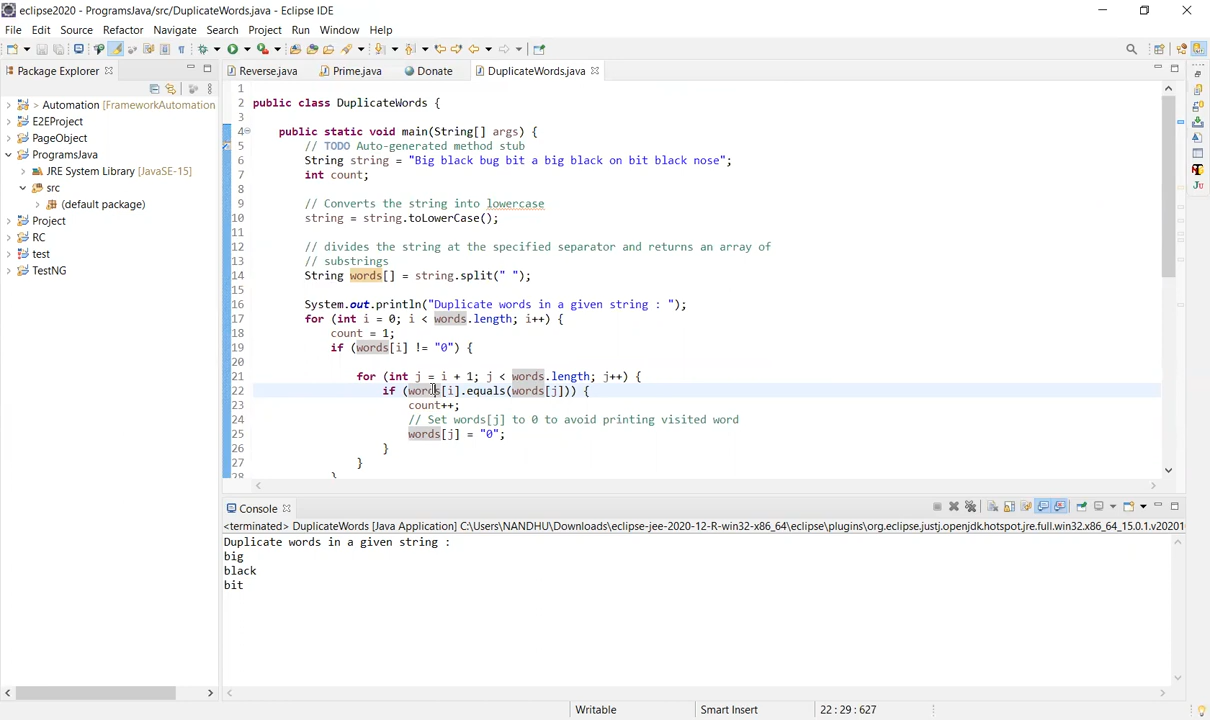 eclipse2020 - ProgramsJava/src/DuplicateWords.java - Eclipse IDE
File Edit Source Refactor Navigate Search Project Run Window Help
Package Explorer
Reverse.java Prime.java Donate DuplicateWords.java
> Automation [FrameworkAutomation
E2EProject
PageObject
ProgramsJava
JRE System Library [JavaSE-15]
src
(default package)
Project
RC
test
TestNG
1
2 public class DuplicateWords {
3
4 public static void main(String[] args) {
5 // TODO Auto-generated method stub
6 String string = "Big black bug bit a big black on bit black nose";
7 int count;
8
9 // Converts the string into lowercase
10 string = string.toLowerCase();
11
12 // divides the string at the specified separator and returns an array of
13 // substrings
14 String words[] = string.split(" ");
15
16 System.out.println("Duplicate words in a given string : ");
17 for (int i = 0; i < words.length; i++) {
18 count = 1;
19 if (words[i] != "0") {
20
21 for (int j = i + 1; j < words.length; j++) {
22 if (words[i].equals(words[j])) {
23 count++;
24 // Set words[j] to 0 to avoid printing visited word
25 words[j] = "0";
26 }
27 }
28 }
Console
<terminated> DuplicateWords [Java Application] C:\Users\NANDHU\Downloads\eclipse-jee-2020-12-R-win32-x86_64\eclipse\plugins\org.eclipse.justj.openjdk.hotspot.jre.full.win32.x86_64_15.0.1.v20201
Duplicate words in a given string :
big
black
bit
Writable Smart Insert 22 : 29 : 627